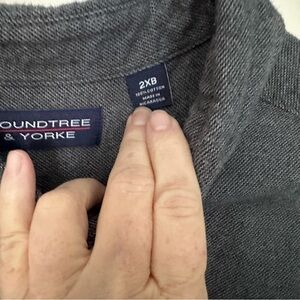 OUNDTREE
& YORKE
2XB
100% COTTON
MADE IN
NICARAGUA